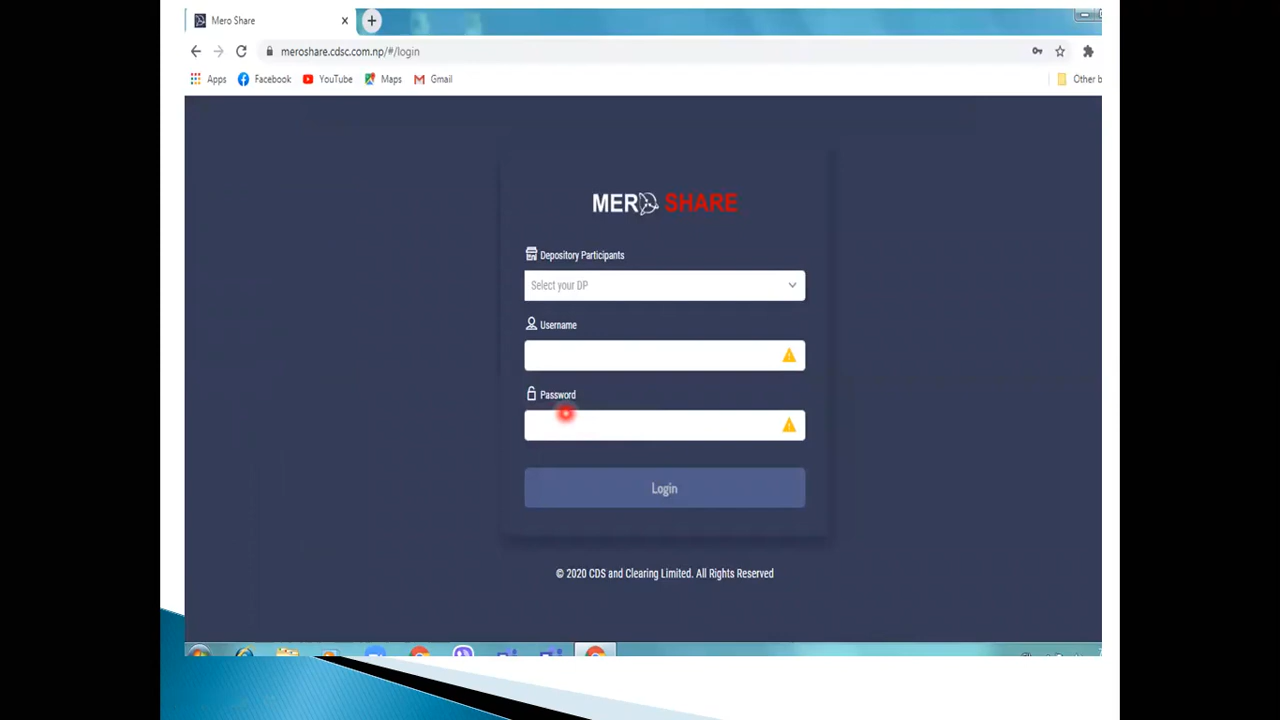 Mero Share
meroshare.cdsc.com.np/#/login
Apps Facebook YouTube Maps Gmail Other b
MERO SHARE
Depository Participants
Select your DP
Username
Password
Login
© 2020 CDS and Clearing Limited. All Rights Reserved